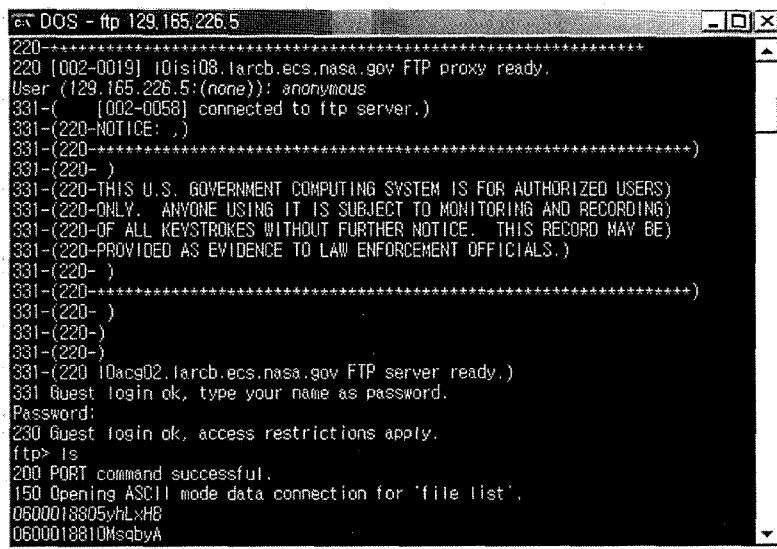 DOS - ftp 129,165,226,5
220-+++++++++++++++++++++++++++++++++++++++++++++++++++++++++++++++++
220 [002-0019] l0isi08.larcb.ecs.nasa.gov FTP proxy ready.
User (129.165.226.5:(none)): anonymous
331-(    [002-0058] connected to ftp server.)
331-(220-NOTICE: ,)
331-(220-*****************************************************************)
331-(220- )
331-(220-THIS U.S. GOVERNMENT COMPUTING SYSTEM IS FOR AUTHORIZED USERS)
331-(220-ONLY.  ANYONE USING IT IS SUBJECT TO MONITORING AND RECORDING)
331-(220-OF ALL KEYSTROKES WITHOUT FURTHER NOTICE.  THIS RECORD MAY BE)
331-(220-PROVIDED AS EVIDENCE TO LAW ENFORCEMENT OFFICIALS.)
331-(220- )
331-(220-*****************************************************************)
331-(220- )
331-(220-)
331-(220-)
331-(220 l0acg02.larcb.ecs.nasa.gov FTP server ready.)
331 Guest login ok, type your name as password.
Password:
230 Guest login ok, access restrictions apply.
ftp> ls
200 PORT command successful.
150 Opening ASCII mode data connection for 'file list'.
0600018805yhLxHB
0600018810MsqbyA